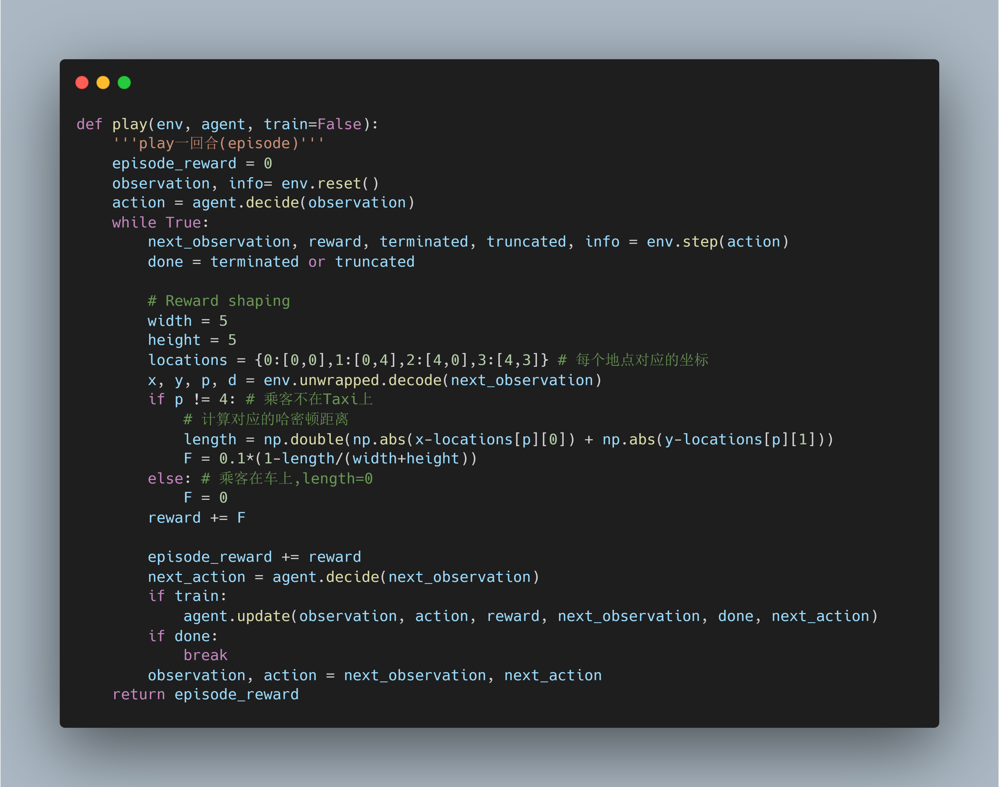 def play(env, agent, train=False):
    '''play一回合(episode)'''
    episode_reward = 0
    observation, info= env.reset()
    action = agent.decide(observation)
    while True:
        next_observation, reward, terminated, truncated, info = env.step(action)
        done = terminated or truncated

        # Reward shaping
        width = 5
        height = 5
        locations = {0:[0,0],1:[0,4],2:[4,0],3:[4,3]} # 每个地点对应的坐标
        x, y, p, d = env.unwrapped.decode(next_observation)
        if p != 4: # 乘客不在Taxi上
            # 计算对应的哈密顿距离
            length = np.double(np.abs(x-locations[p][0]) + np.abs(y-locations[p][1]))
            F = 0.1*(1-length/(width+height))
        else: # 乘客在车上,length=0
            F = 0
        reward += F

        episode_reward += reward
        next_action = agent.decide(next_observation)
        if train:
            agent.update(observation, action, reward, next_observation, done, next_action)
        if done:
            break
        observation, action = next_observation, next_action
    return episode_reward